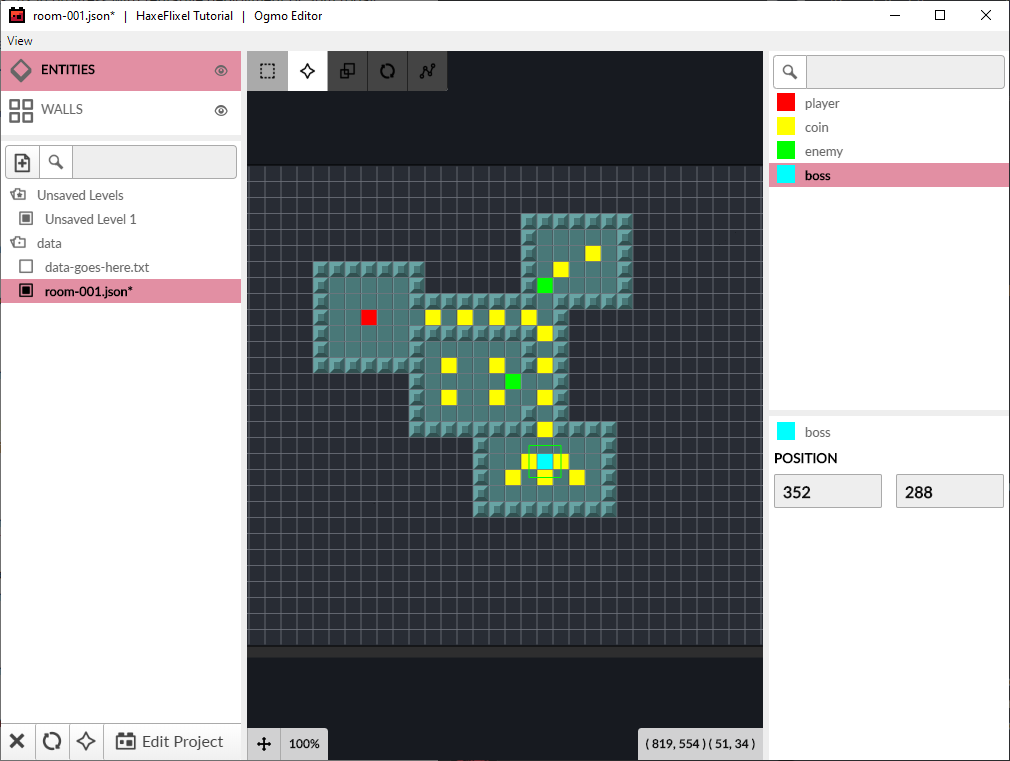 room-001.json* | HaxeFlixel Tutorial | Ogmo Editor
View
ENTITIES
WALLS
Unsaved Levels
Unsaved Level 1
data
data-goes-here.txt
room-001.json*
Edit Project
100%
( 819, 554 ) ( 51, 34 )
player
coin
enemy
boss
boss
POSITION
352 288